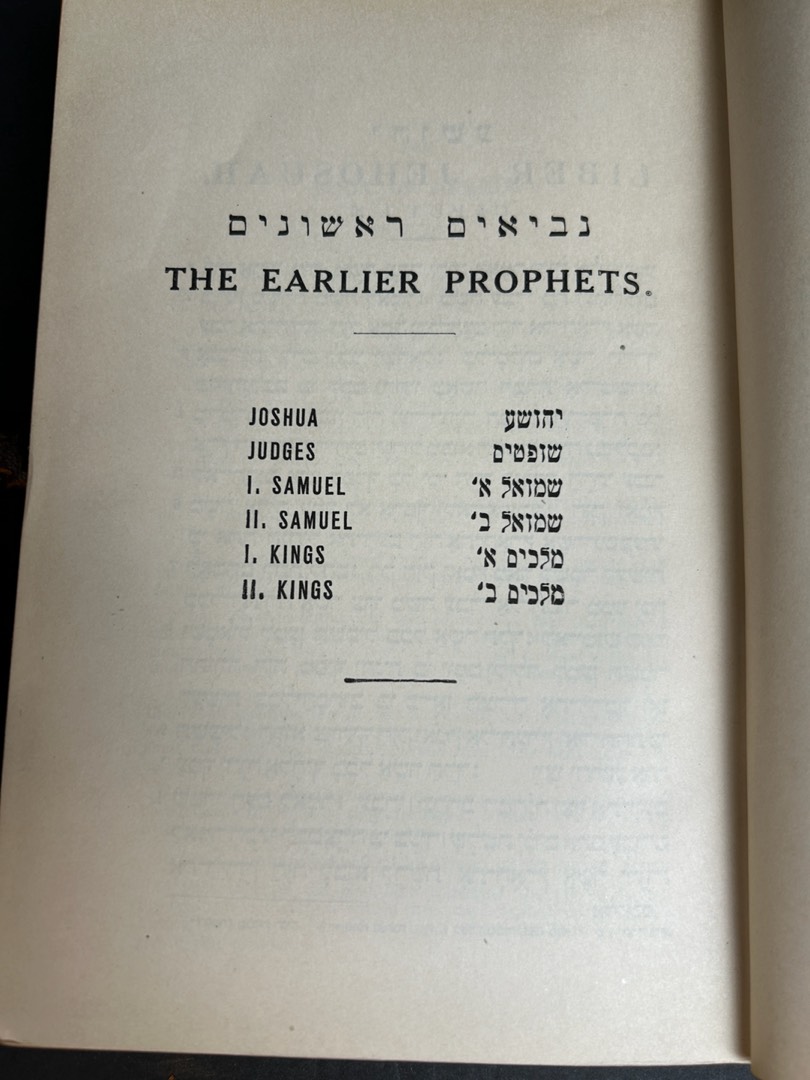 נביאים ראשונים
THE EARLIER PROPHETS.
JOSHUA יהושע
JUDGES שופטים
I. SAMUEL שמואל א'
II. SAMUEL שמואל ב'
I. KINGS מלכים א'
II. KINGS מלכים ב'